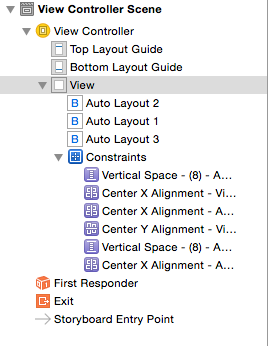 View Controller Scene
View Controller
Top Layout Guide
Bottom Layout Guide
View
B Auto Layout 2
B Auto Layout 1
B Auto Layout 3
Constraints
Vertical Space - (8) - A...
Center X Alignment - Vi...
Center X Alignment - A...
Center Y Alignment - Vi...
Vertical Space - (8) - A...
Center X Alignment - A...
First Responder
Exit
Storyboard Entry Point